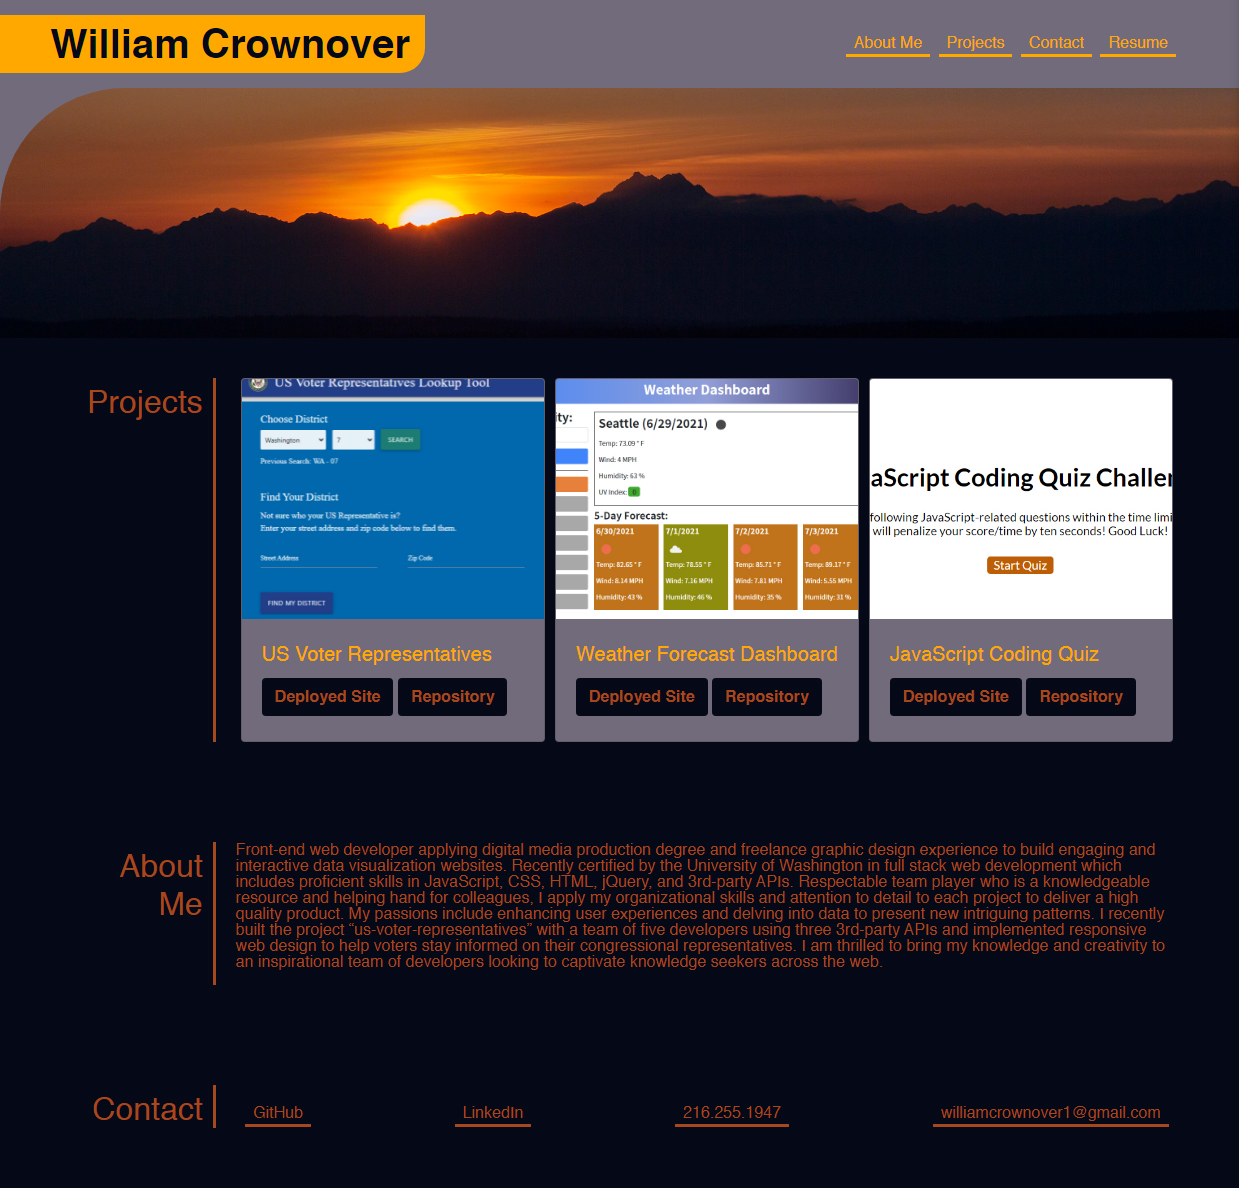 William Crownover
About Me Projects Contact Resume
Projects
US Voter Representatives Lookup Tool
Choose District
Washington 7 SEARCH
Previous Search: WA - 07
Find Your District
Not sure who your US Representative is?
Enter your street address and zip code below to find them.
Street Address Zip Code
FIND MY DISTRICT
US Voter Representatives
Deployed Site Repository
Weather Dashboard
ity:
Seattle (6/29/2021)
Temp: 73.09 ° F
Wind: 4 MPH
Humidity: 63 %
UV Index: 0
5-Day Forecast:
6/30/2021 7/1/2021 7/2/2021 7/3/2021
Temp: 82.65 ° F Temp: 78.55 ° F Temp: 85.71 ° F Temp: 89.17 ° F
Wind: 8.14 MPH Wind: 7.16 MPH Wind: 7.81 MPH Wind: 5.55 MPH
Humidity: 43 % Humidity: 46 % Humidity: 35 % Humidity: 31 %
Weather Forecast Dashboard
Deployed Site Repository
aScript Coding Quiz Challen
following JavaScript-related questions within the time limi
will penalize your score/time by ten seconds! Good Luck!
Start Quiz
JavaScript Coding Quiz
Deployed Site Repository
About
Me
Front-end web developer applying digital media production degree and freelance graphic design experience to build engaging and
interactive data visualization websites. Recently certified by the University of Washington in full stack web development which
includes proficient skills in JavaScript, CSS, HTML, jQuery, and 3rd-party APIs. Respectable team player who is a knowledgeable
resource and helping hand for colleagues, I apply my organizational skills and attention to detail to each project to deliver a high
quality product. My passions include enhancing user experiences and delving into data to present new intriguing patterns. I recently
built the project “us-voter-representatives” with a team of five developers using three 3rd-party APIs and implemented responsive
web design to help voters stay informed on their congressional representatives. I am thrilled to bring my knowledge and creativity to
an inspirational team of developers looking to captivate knowledge seekers across the web.
Contact
GitHub LinkedIn 216.255.1947 williamcrownover1@gmail.com